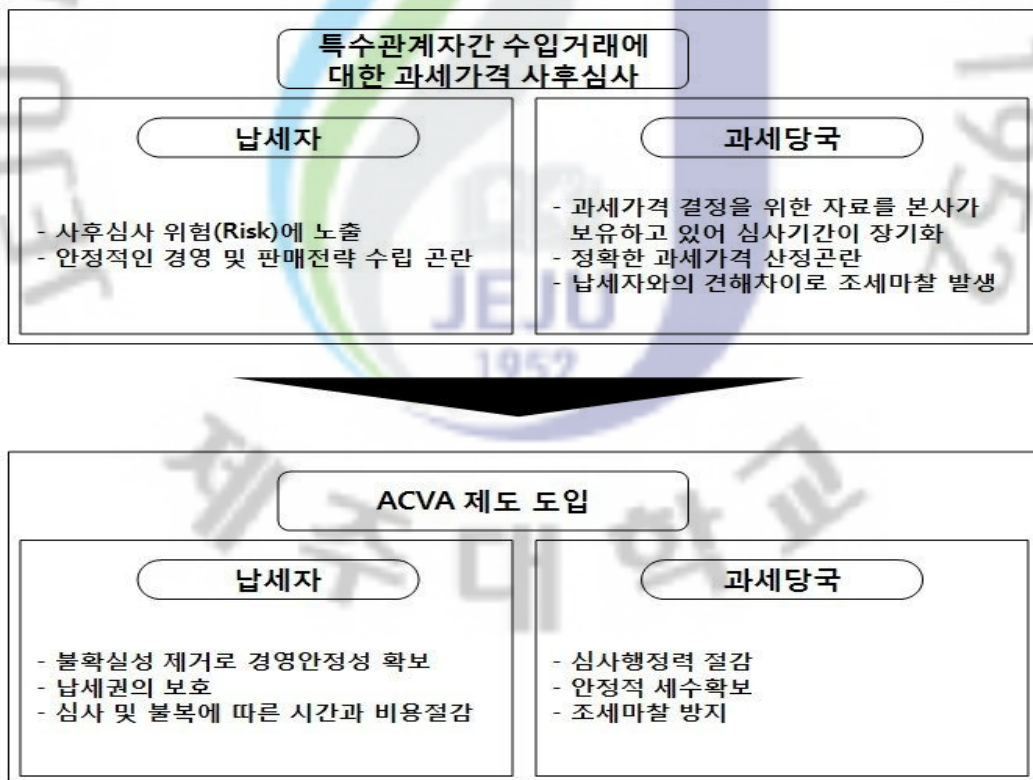 특수관계자간 수입거래에
대한 과세가격 사후심사
납세자
- 사후심사 위험(Risk)에 노출
- 안정적인 경영 및 판매전략 수립 곤란
과세당국
- 과세가격 결정을 위한 자료를 본사가
보유하고 있어 심사기간이 장기화
- 정확한 과세가격 산정곤란
- 납세자와의 견해차이로 조세마찰 발생
JEJU
1952
1952
제주대학교
ACVA 제도 도입
납세자
- 불확실성 제거로 경영안정성 확보
- 납세권의 보호
- 심사 및 불복에 따른 시간과 비용절감
과세당국
- 심사행정력 절감
- 안정적 세수확보
- 조세마찰 방지